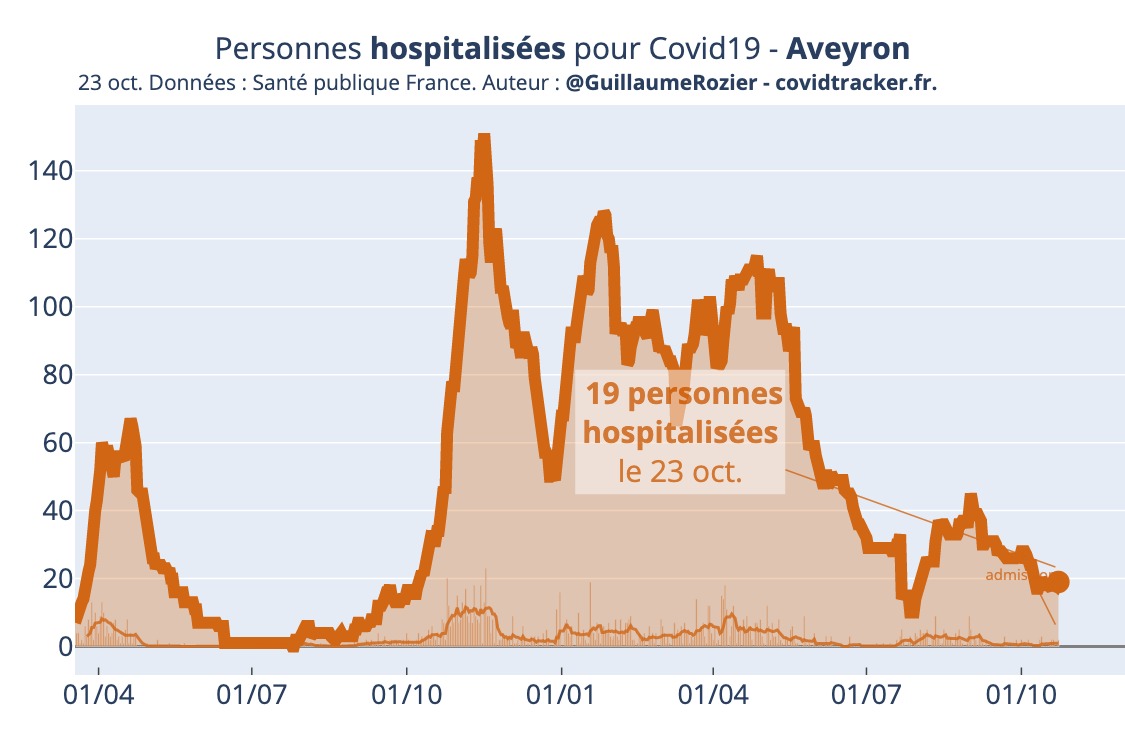 Personnes hospitalisées pour Covid19 - Aveyron
23 oct. Données : Santé publique France. Auteur : @GuillaumeRozier - covidtracker.fr.
140
120
100
80
60
40
20
0
19 personnes
hospitalisées
le 23 oct.
01/04 01/07 01/10 01/01 01/04 01/07 01/10